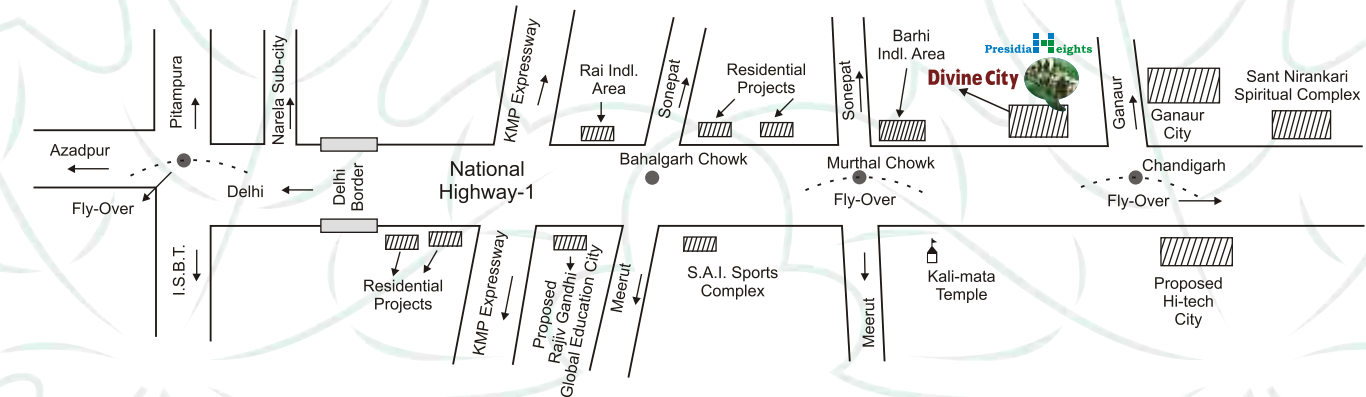 Pitampura
Narela Sub-city
KMP Expressway
Rai Indl.
Area
Sonepat
Residential
Projects
Sonepat
Barhi
Indl. Area
Presidia Heights
Divine City
Ganaur
Ganaur
City
Sant Nirankari
Spiritual Complex
Azadpur
Fly-Over
Delhi
Delhi
Border
National
Highway-1
Bahalgarh Chowk
Murthal Chowk
Fly-Over
Chandigarh
Fly-Over
I.S.B.T.
Residential
Projects
KMP Expressway
Proposed
Rajiv Gandhi
Global Education City
Meerut
S.A.I. Sports
Complex
Meerut
Kali-mata
Temple
Proposed
Hi-tech
City